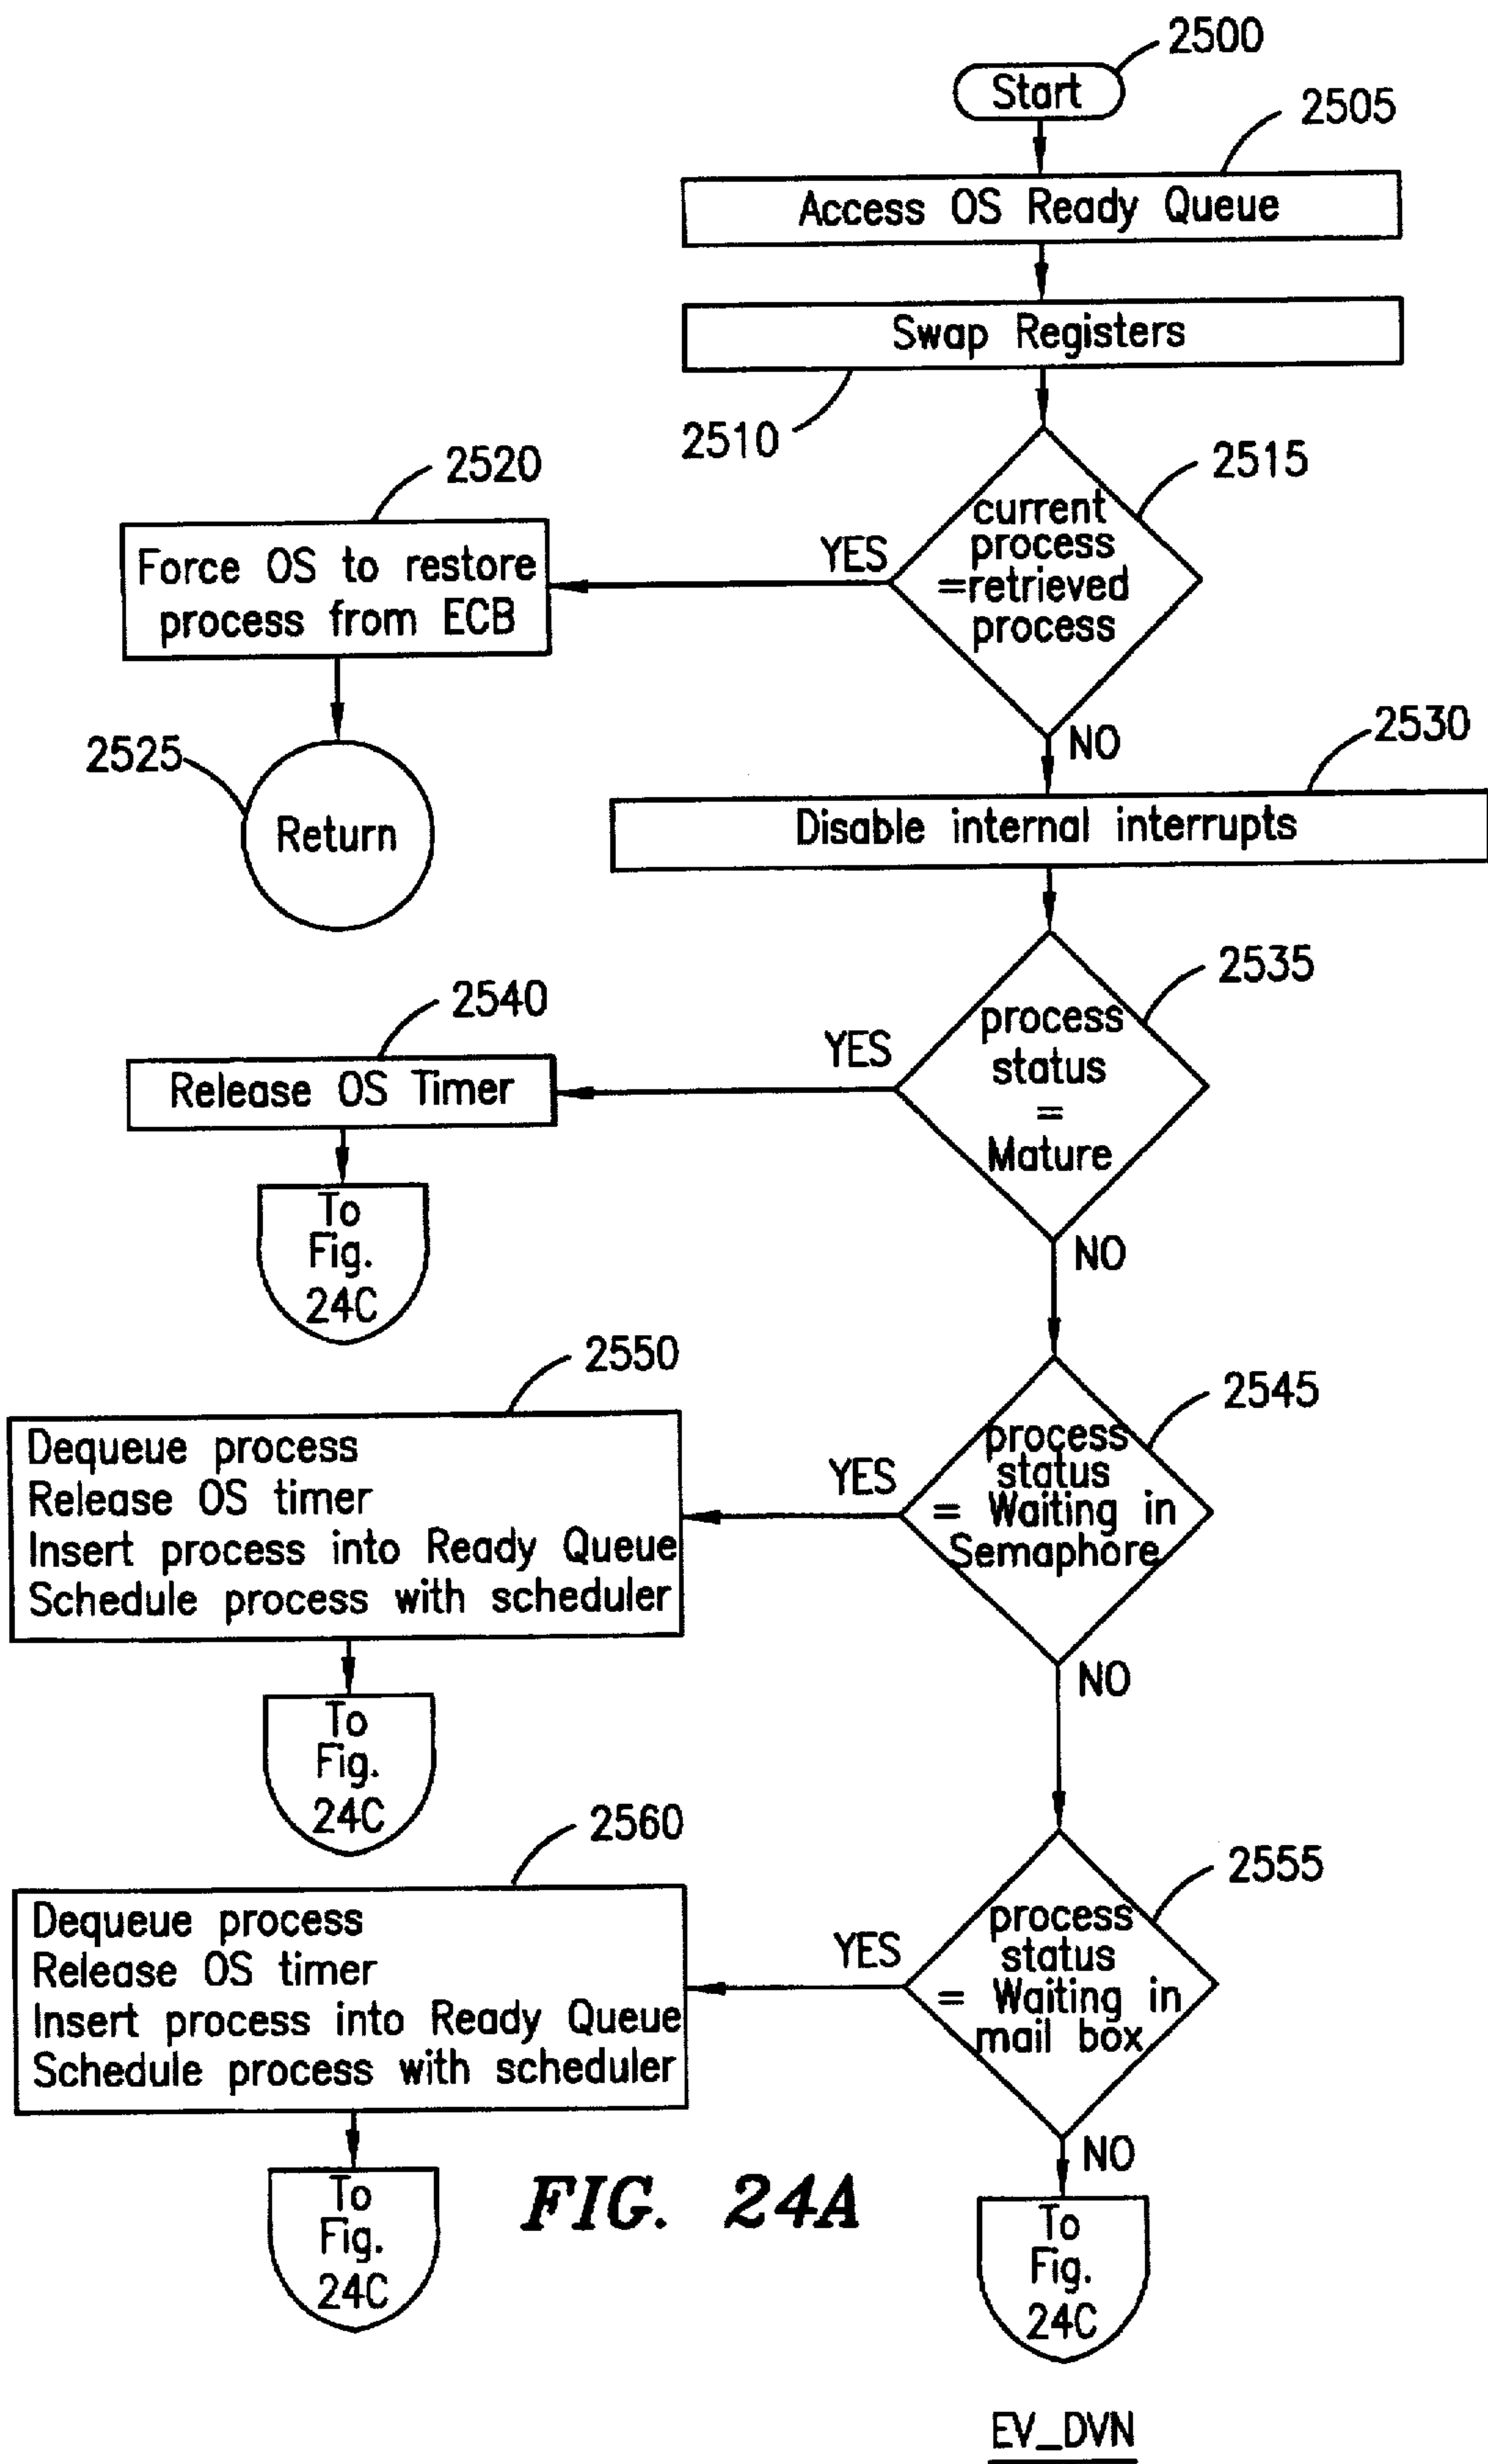 2500
Start
2505
Access OS Ready Queue
Swap Registers
2510
2515
current
process
=retrieved
process
YES
2520
Force OS to restore
process from ECB
2525
Return
NO
2530
Disable internal interrupts
2535
process
status
=
Mature
YES
2540
Release OS Timer
To
Fig.
24C
NO
2545
process
status
= Waiting in
Semaphore
YES
2550
Dequeue process
Release OS timer
Insert process into Ready Queue
Schedule process with scheduler
To
Fig.
24C
NO
2555
process
status
= Waiting in
mail box
YES
2560
Dequeue process
Release OS timer
Insert process into Ready Queue
Schedule process with scheduler
To
Fig.
24C
NO
To
Fig.
24C
FIG. 24A
EV_DVN